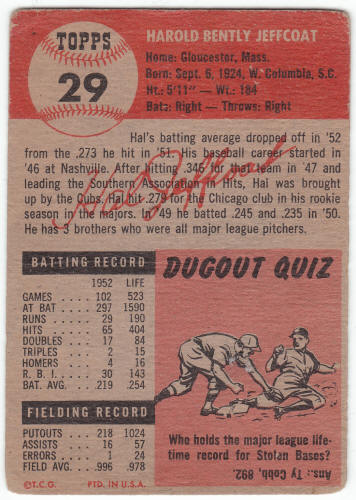 TOPPS
29
HAROLD BENTLY JEFFCOAT
Home: Gloucester, Mass.
Born: Sept. 6, 1924, W. Columbia, S.C.
Ht.: 5'11" — Wt.: 184
Bats: Right — Throws: Right
Hal's batting average dropped off in '52
from the .273 he hit in '51. His baseball career started in
'46 at Nashville. After hitting .346 for that team in '47
and leading the Southern Association in Hits, Hal was
brought up by the Cubs. Hal hit .279 for the Chicago club in his rookie
season in the majors. In '49 he batted .245, and .235 in '50.
He has 3 brothers who were all major league pitchers.
Hal Jeffcoat
BATTING RECORD
1952 LIFE
GAMES 102 523
AT BAT 297 1590
RUNS 29 190
HITS 65 404
DOUBLES 17 84
TRIPLES 2 15
HOMERS 4 16
R. B. I. 30 143
BAT. AVG. .219 .254
FIELDING RECORD
PUTOUTS 218 1024
ASSISTS 16 57
ERRORS 1 24
FIELD AVG. .996 .978
©T.C.G. PTD. IN U.S.A.
DUGOUT QUIZ
Who holds the major league life-
time record for Stolen Bases?
Ans.: Ty Cobb, 892.